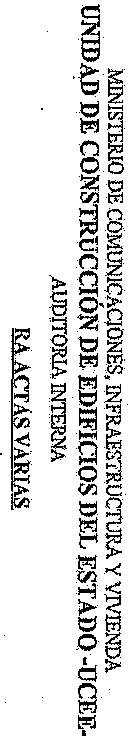 MINISTERIO DE COMUNICACIONES, INFRAESTRUCTURA Y VIVIENDA
UNIDAD DE CONSTRUCCIÓN DE EDIFICIOS DEL ESTADO -UCEE-
AUDITORIA INTERNA
RA ACTAS VARIAS